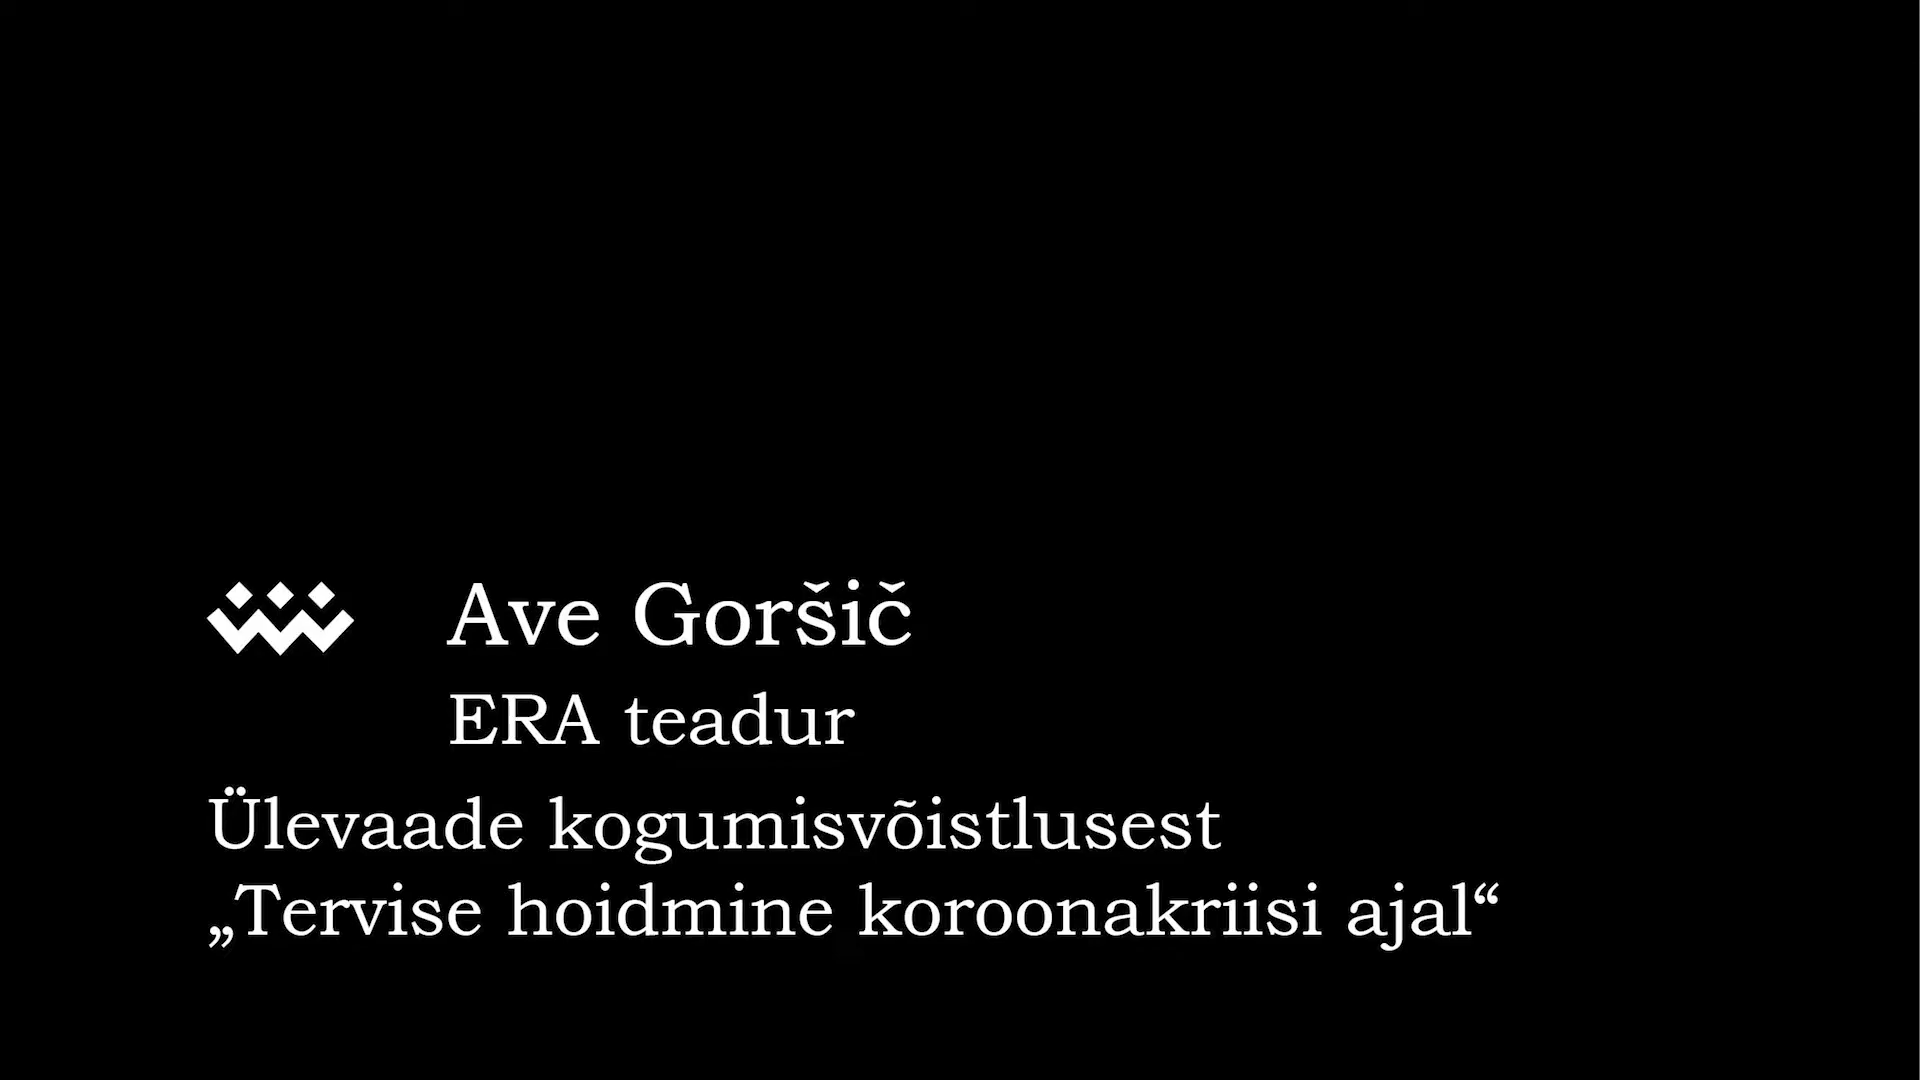 Ave Goršič
ERA teadur
Ülevaade kogumisvõistlusest
„Tervise hoidmine koroonakriisi ajal“